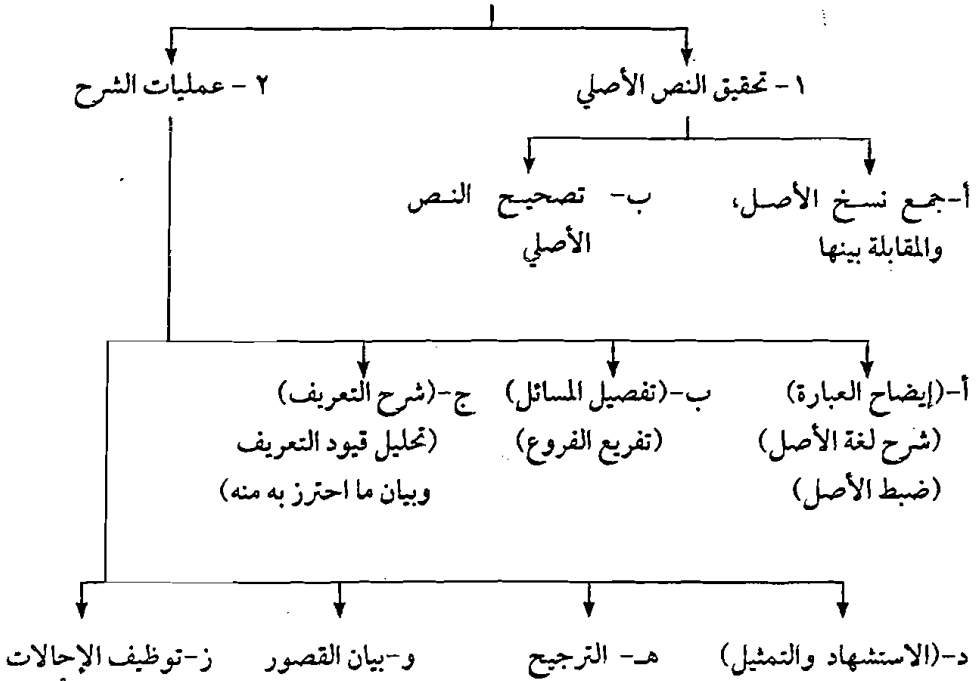 ١ - تحقيق النص الأصلي
٢ - عمليات الشرح
أ-جمع نسخ الأصل،
والمقابلة بينها
ب- تصحيح النص
الأصلي
أ-(إيضاح العبارة)
(شرح لغة الأصل)
(ضبط الأصل)
ب-(تفصيل المسائل)
(تفريع الفروع)
ج-(شرح التعريف)
(تحليل قيود التعريف
وبيان ما احترز به منه)
د-(الاستشهاد والتمثيل)
هـ- الترجيح
و-بيان القصور
ز-توظيف الإحالات